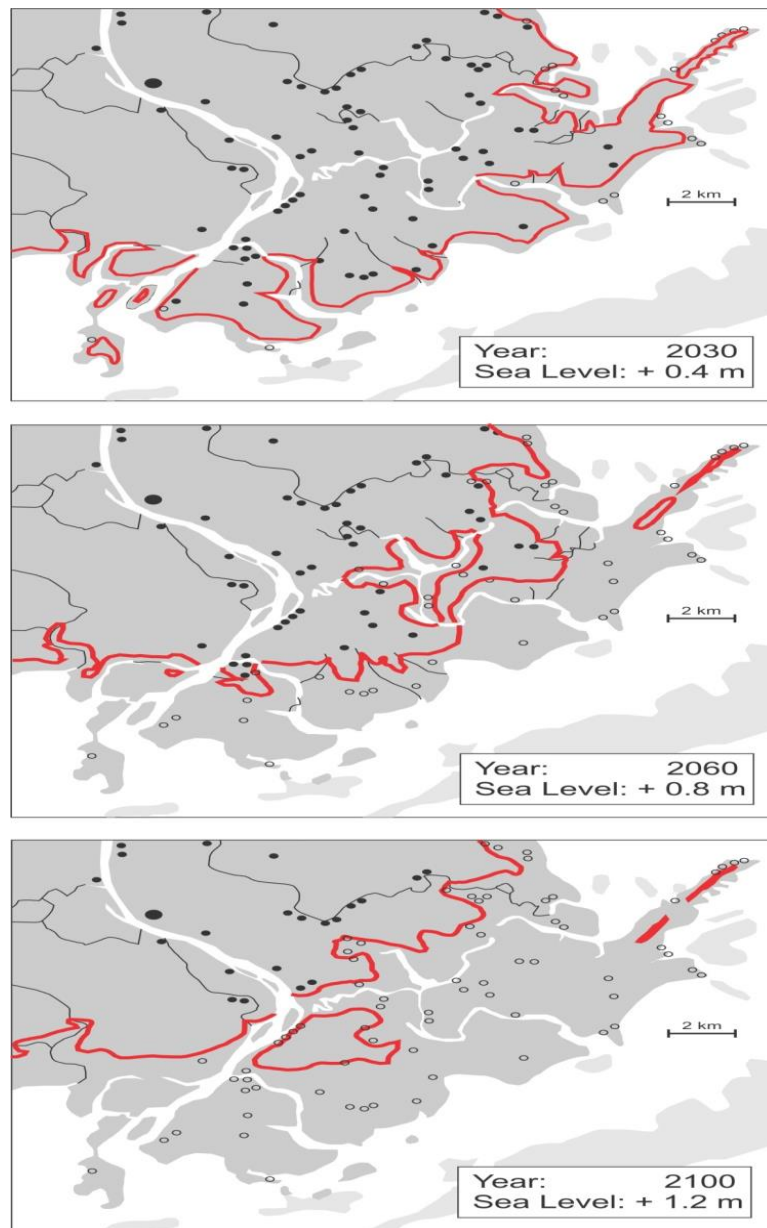 2 km
Year: 2030
Sea Level: + 0.4 m
2 km
Year: 2060
Sea Level: + 0.8 m
2 km
Year: 2100
Sea Level: + 1.2 m